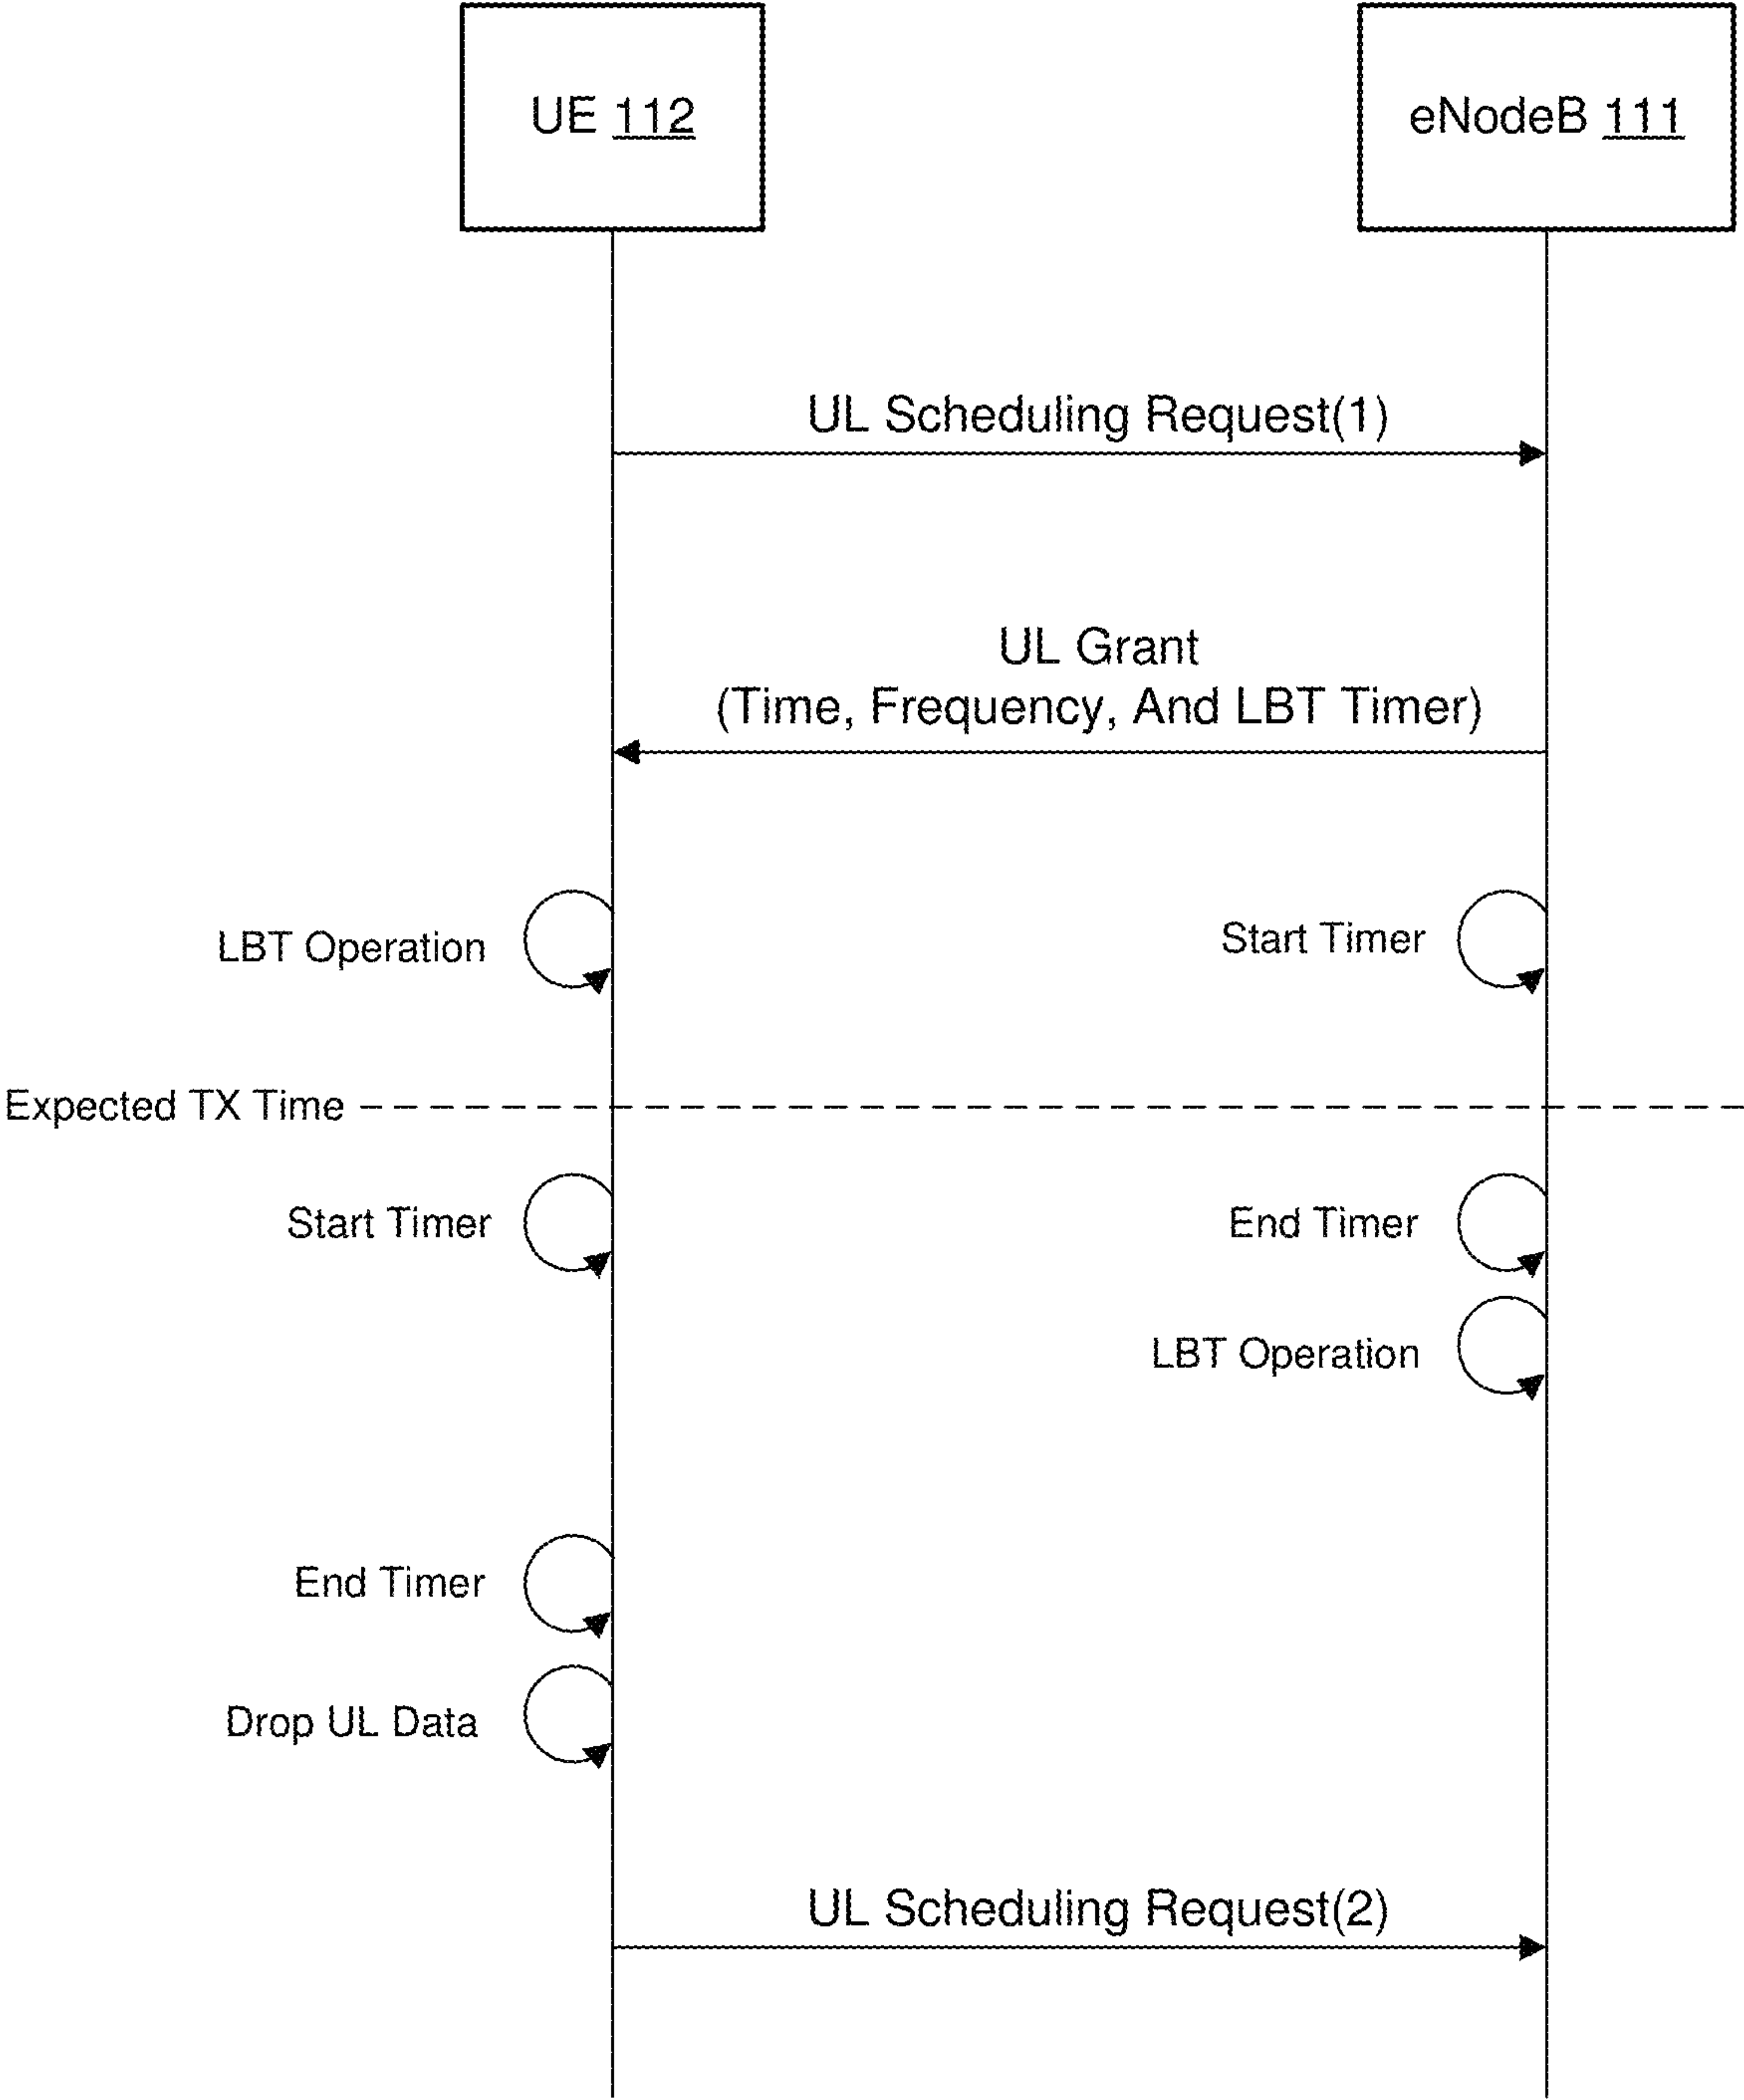 UE 112
eNodeB 111
UL Scheduling Request(1)
UL Grant
(Time, Frequency, And LBT Timer)
LBT Operation
Start Timer
Expected TX Time
Start Timer
End Timer
LBT Operation
End Timer
Drop UL Data
UL Scheduling Request(2)